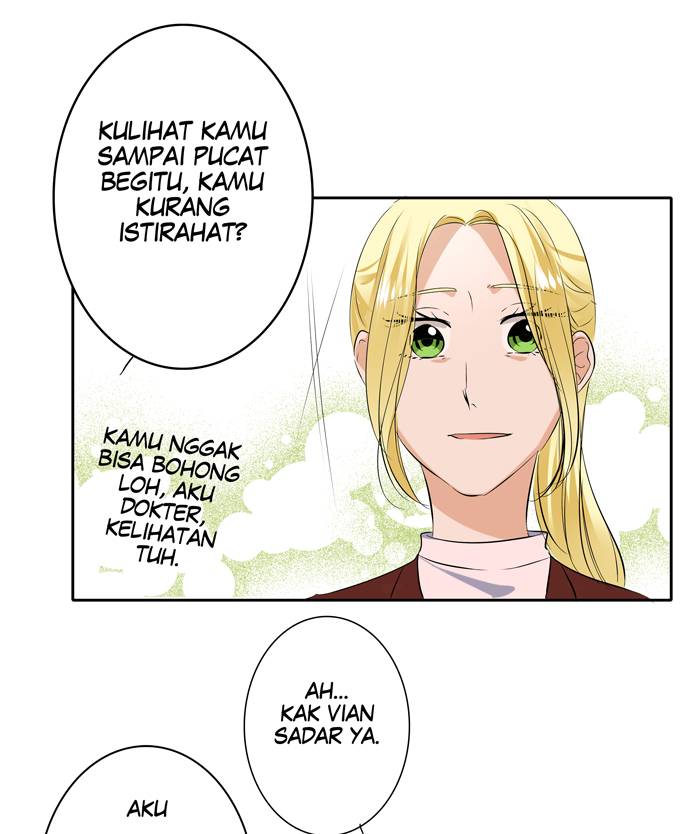 KULIHAT KAMU
SAMPAI PUCAT
BEGITU, KAMU
KURANG
ISTIRAHAT?
KAMU NGGAK
BISA BOHONG
LOH, AKU
DOKTER,
KELIHATAN
TUH.
AH...
KAK VIAN
SADAR YA.
AKU